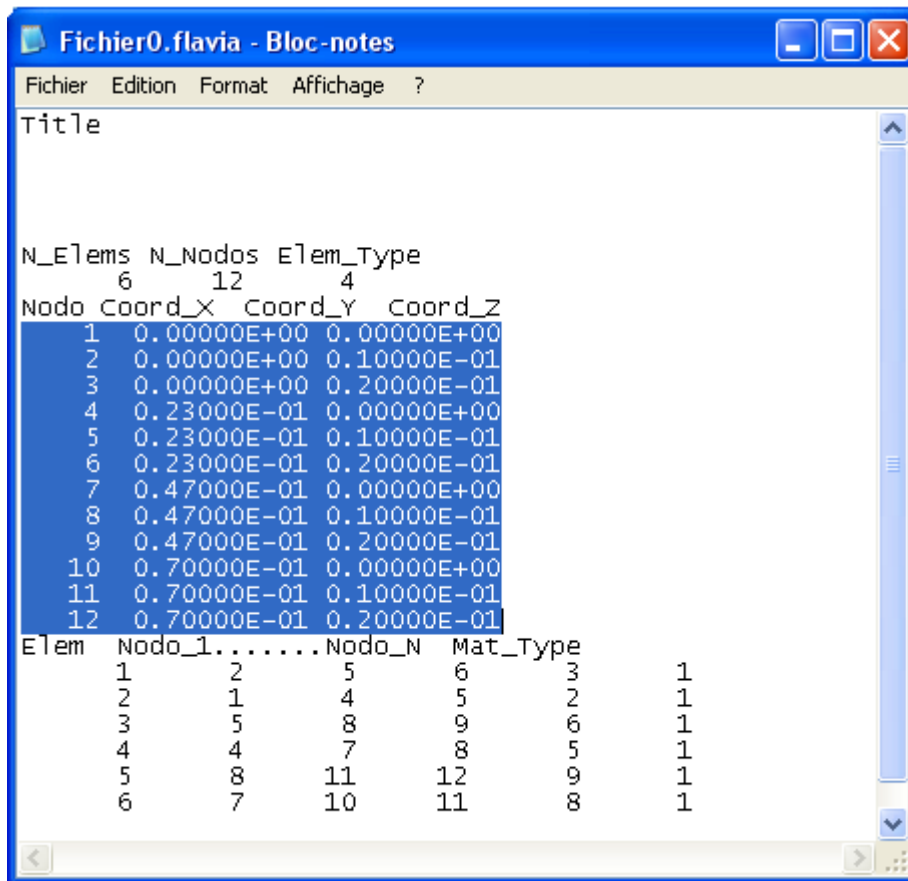 Fichier0.flavia - Bloc-notes
Fichier Edition Format Affichage ?
Title
N_Elems N_Nodos Elem_Type
6 12 4
Nodo Coord_X Coord_Y Coord_Z
1 0.00000E+00 0.00000E+00
2 0.00000E+00 0.10000E-01
3 0.00000E+00 0.20000E-01
4 0.23000E-01 0.00000E+00
5 0.23000E-01 0.10000E-01
6 0.23000E-01 0.20000E-01
7 0.47000E-01 0.00000E+00
8 0.47000E-01 0.10000E-01
9 0.47000E-01 0.20000E-01
10 0.70000E-01 0.00000E+00
11 0.70000E-01 0.10000E-01
12 0.70000E-01 0.20000E-01
Elem Nodo_1.......Nodo_N Mat_Type
1 2 5 6 3 1
2 1 4 5 2 1
3 5 8 9 6 1
4 4 7 8 5 1
5 8 11 12 9 1
6 7 10 11 8 1